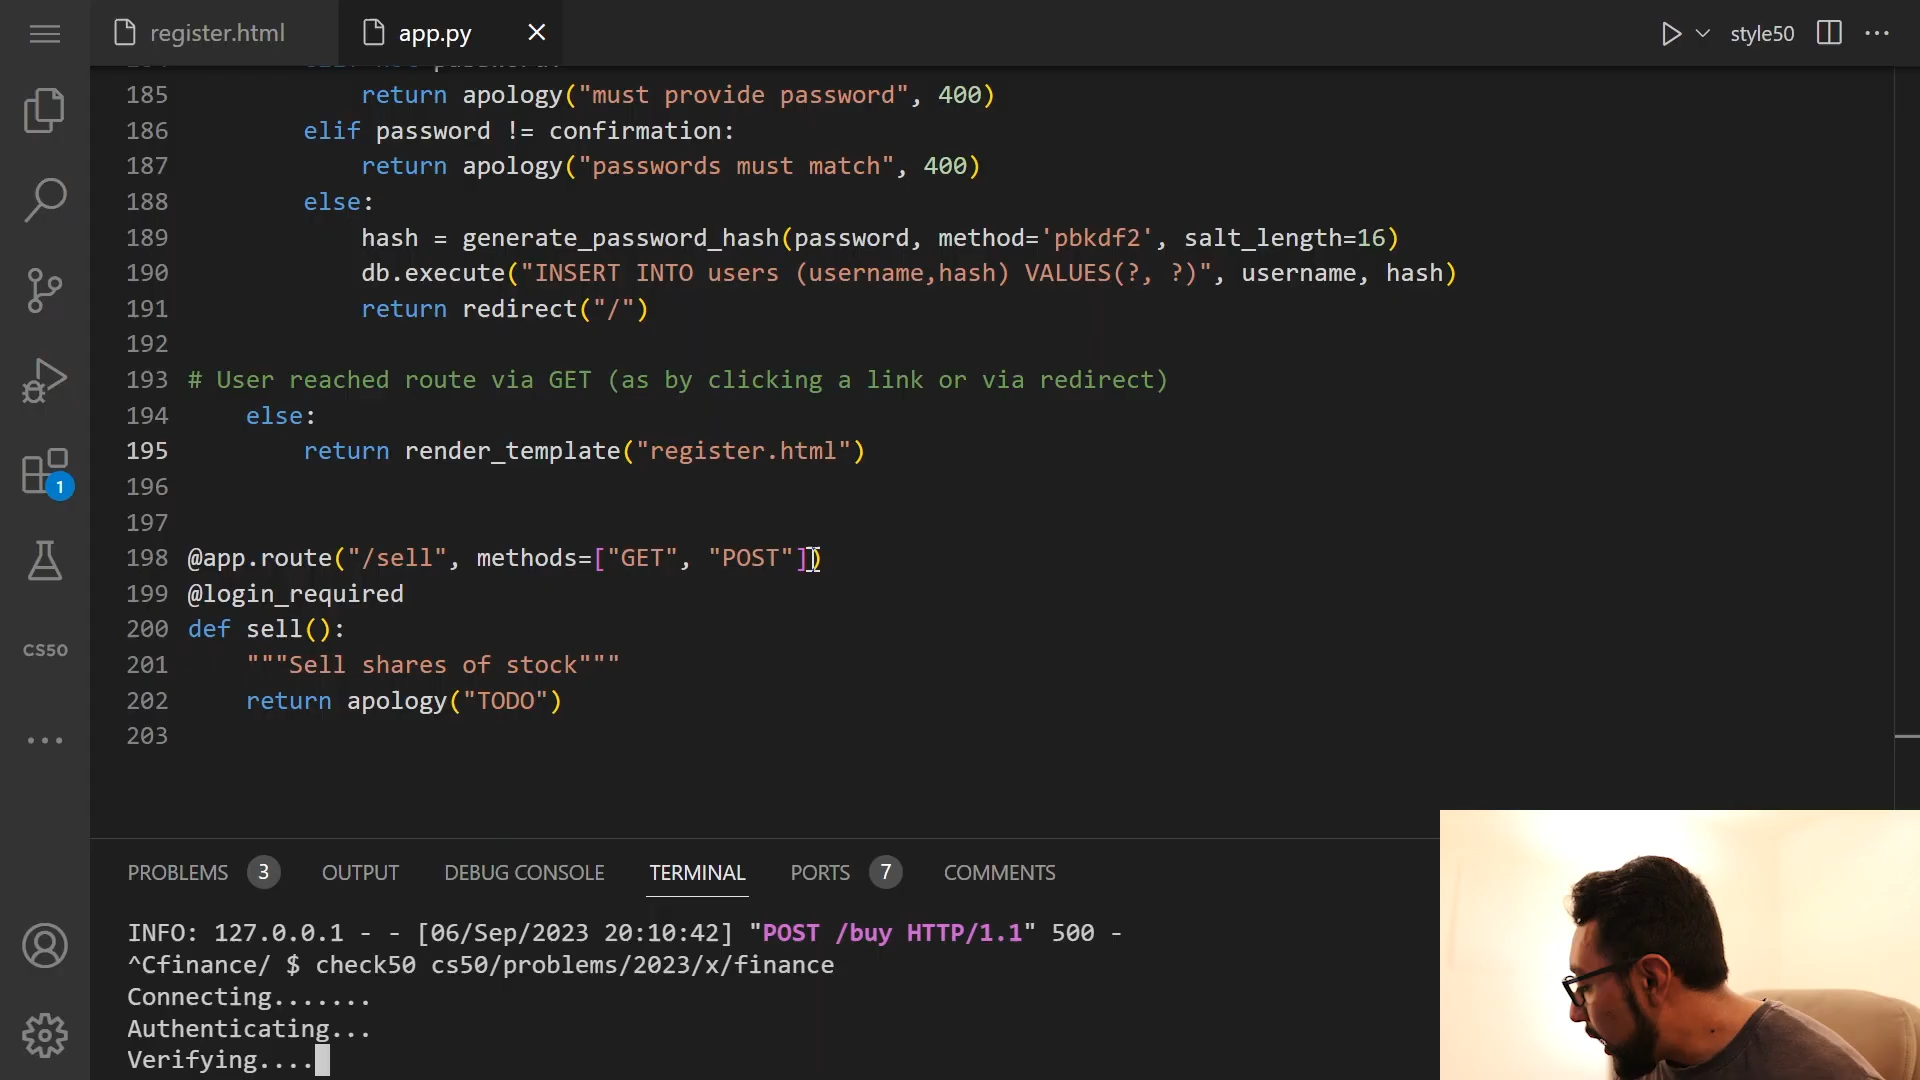 register.html
app.py
style50
185 return apology("must provide password", 400)
186 elif password != confirmation:
187 return apology("passwords must match", 400)
188 else:
189 hash = generate_password_hash(password, method='pbkdf2', salt_length=16)
190 db.execute("INSERT INTO users (username,hash) VALUES(?, ?)", username, hash)
191 return redirect("/")
192
193 # User reached route via GET (as by clicking a link or via redirect)
194 else:
195 return render_template("register.html")
196
197
198 @app.route("/sell", methods=["GET", "POST"])
199 @login_required
200 def sell():
201 """Sell shares of stock"""
202 return apology("TODO")
203
1
CS50
PROBLEMS 3 OUTPUT DEBUG CONSOLE TERMINAL PORTS 7 COMMENTS
INFO: 127.0.0.1 - - [06/Sep/2023 20:10:42] "POST /buy HTTP/1.1" 500 -
^Cfinance/ $ check50 cs50/problems/2023/x/finance
Connecting.......
Authenticating...
Verifying....